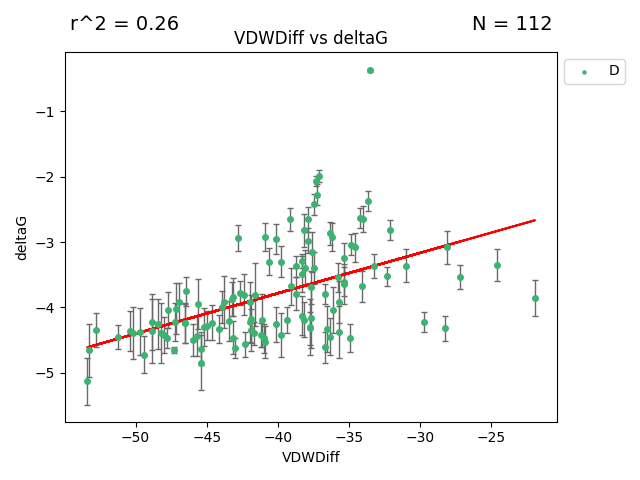 r^2 = 0.26 N = 112
VDWDiff vs deltaG
D
−1
−2
−3
−4
−5
deltaG
−50 −45 −40 −35 −30 −25
VDWDiff